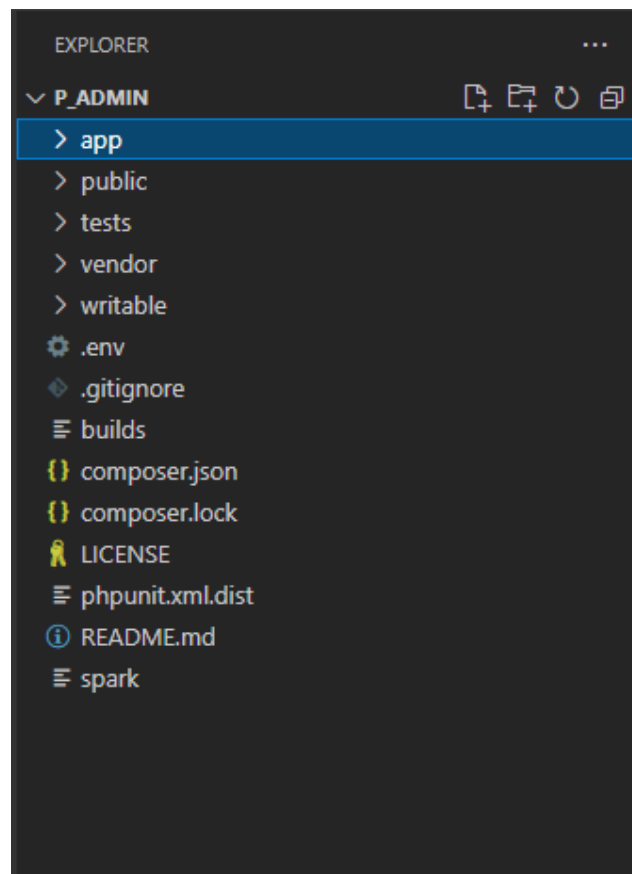 EXPLORER
P_ADMIN
app
public
tests
vendor
writable
.env
.gitignore
builds
composer.json
composer.lock
LICENSE
phpunit.xml.dist
README.md
spark